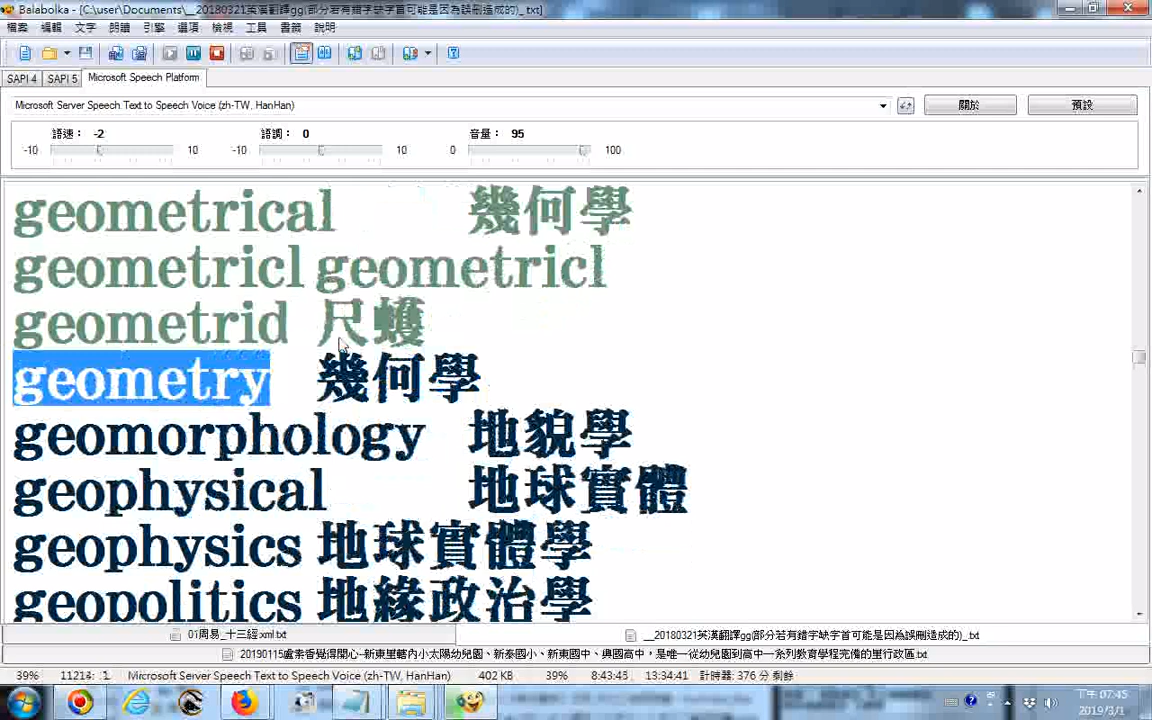 Balabolka - [C:\user\Documents\__20180321英漢翻譯gg(部分若有錯字缺字首可能是因為誤刪造成的)_.txt]
檔案 編輯 文字 朗讀 引擎 選項 檢視 工具 書籤 說明
SAPI 4 SAPI 5 Microsoft Speech Platform
Microsoft Server Speech Text to Speech Voice (zh-TW, HanHan) 關於 預設
語速： -2 語調： 0 音量： 95
-10 10 -10 10 0 100
geometrical 幾何學
geometricl geometricl
geometrid 尺蠖
geometry 幾何學
geomorphology 地貌學
geophysical 地球實體
geophysics 地球實體學
geopolitics 地緣政治學
01周易_十三經.xml.txt __20180321英漢翻譯gg(部分若有錯字缺字首可能是因為誤刪造成的)_.txt
20190115盧素香覺得開心-新東里轄內小太陽幼兒園、新泰國小、新東國中、興國高中，是唯一從幼兒園到高中一系列教育學程完備的里行政區.txt
39% 11214: 1 Microsoft Server Speech Text to Speech Voice (zh-TW, HanHan) 402 KB 39% 8:43:45 13:34:41 計時器: 376 分 剩餘
下午 07:45
2019/3/1